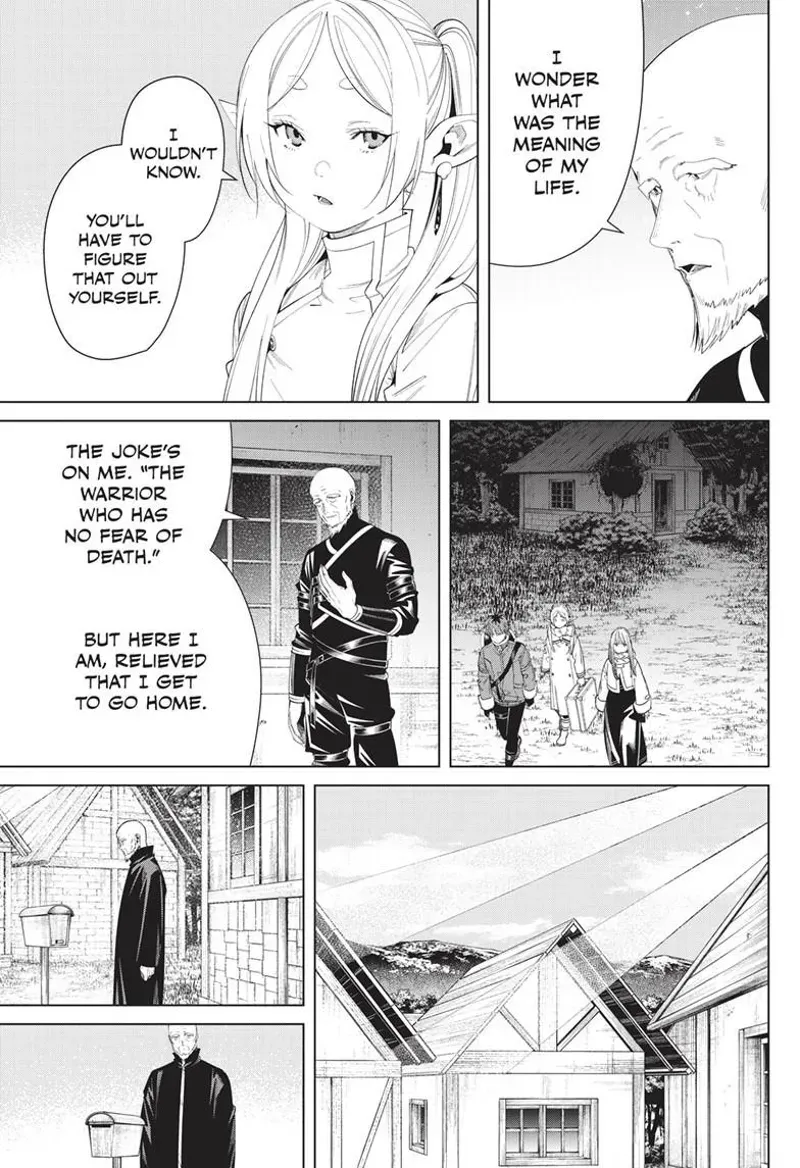 I
WONDER
WHAT
WAS THE
MEANING
OF MY
LIFE.
I
WOULDN'T
KNOW.
YOU'LL
HAVE TO
FIGURE
THAT OUT
YOURSELF.
THE JOKE'S
ON ME. "THE
WARRIOR
WHO HAS
NO FEAR OF
DEATH."
BUT HERE I
AM, RELIEVED
THAT I GET
TO GO HOME.